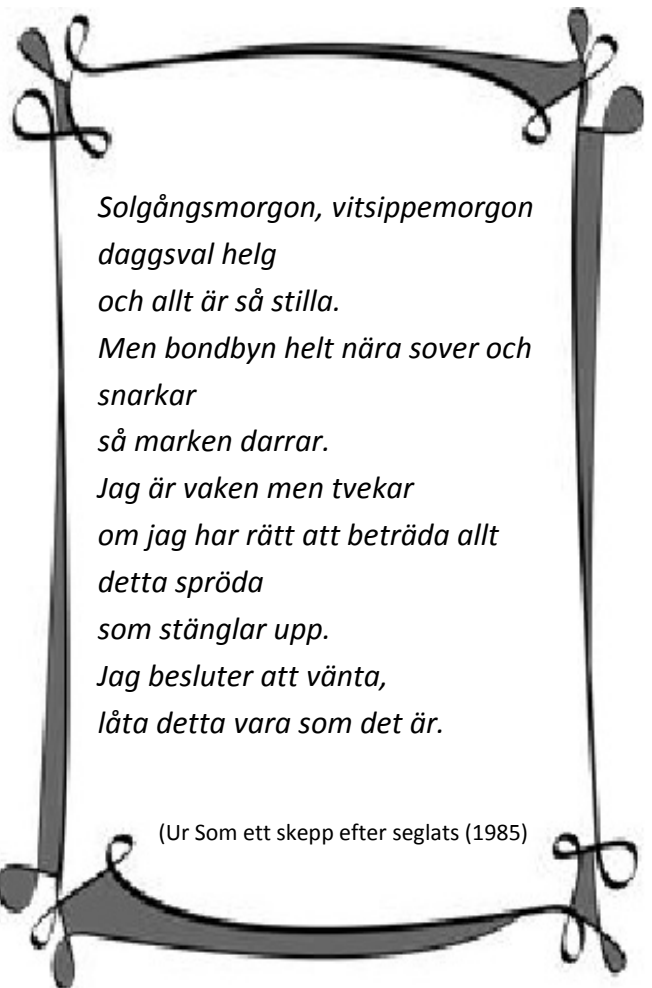 Solgångsmorgon, vitsippemorgon
daggsval helg
och allt är så stilla.
Men bondbyn helt nära sover och
snarkar
så marken darrar.
Jag är vaken men tvekar
om jag har rätt att beträda allt
detta spröda
som stänglar upp.
Jag besluter att vänta,
låta detta vara som det är.
(Ur Som ett skepp efter seglats (1985)